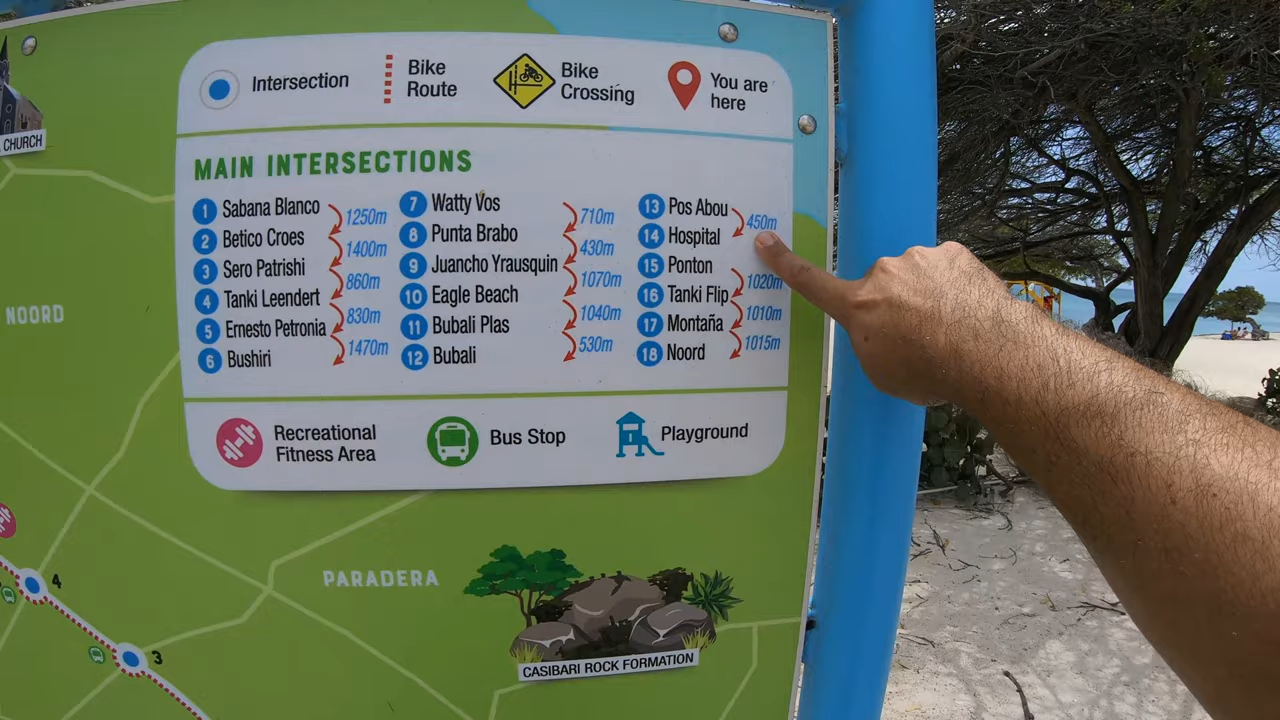 CHURCH
Intersection
Bike
Route
Bike
Crossing
You are
here
MAIN INTERSECTIONS
1 Sabana Blanco
1250m
2 Betico Croes
1400m
3 Sero Patrishi
860m
4 Tanki Leendert
830m
5 Ernesto Petronia
1470m
6 Bushiri
7 Watty Vos
710m
8 Punta Brabo
430m
9 Juancho Yrausquin
1070m
10 Eagle Beach
1040m
11 Bubali Plas
530m
12 Bubali
13 Pos Abou
450m
14 Hospital
15 Ponton
1020m
16 Tanki Flip
1010m
17 Montaña
1015m
18 Noord
Recreational
Fitness Area
Bus Stop
Playground
NOORD
PARADERA
4
3
CASIBARI ROCK FORMATION